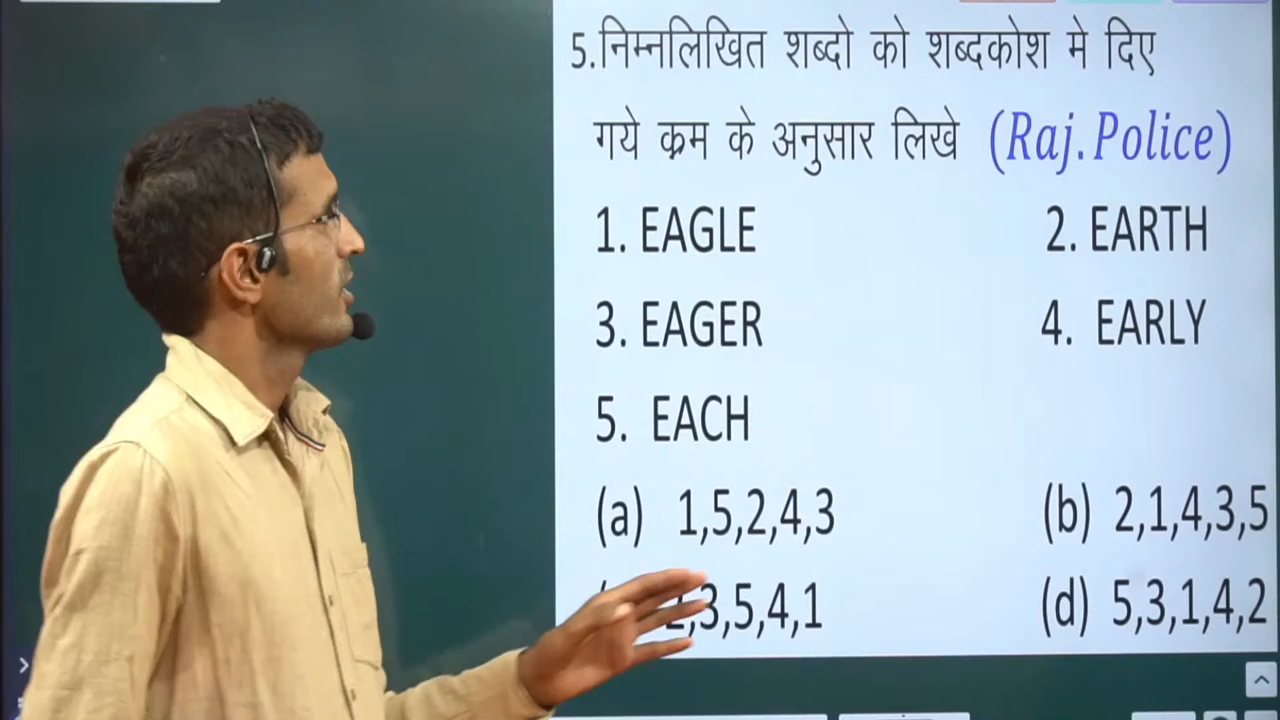 5.निम्नलिखित शब्दो को शब्दकोश मे दिए
गये क्रम के अनुसार लिखे (Raj.Police)
1. EAGLE 2. EARTH
3. EAGER 4. EARLY
5. EACH
(a) 1,5,2,4,3 (b) 2,1,4,3,5
,3,5,4,1 (d) 5,3,1,4,2